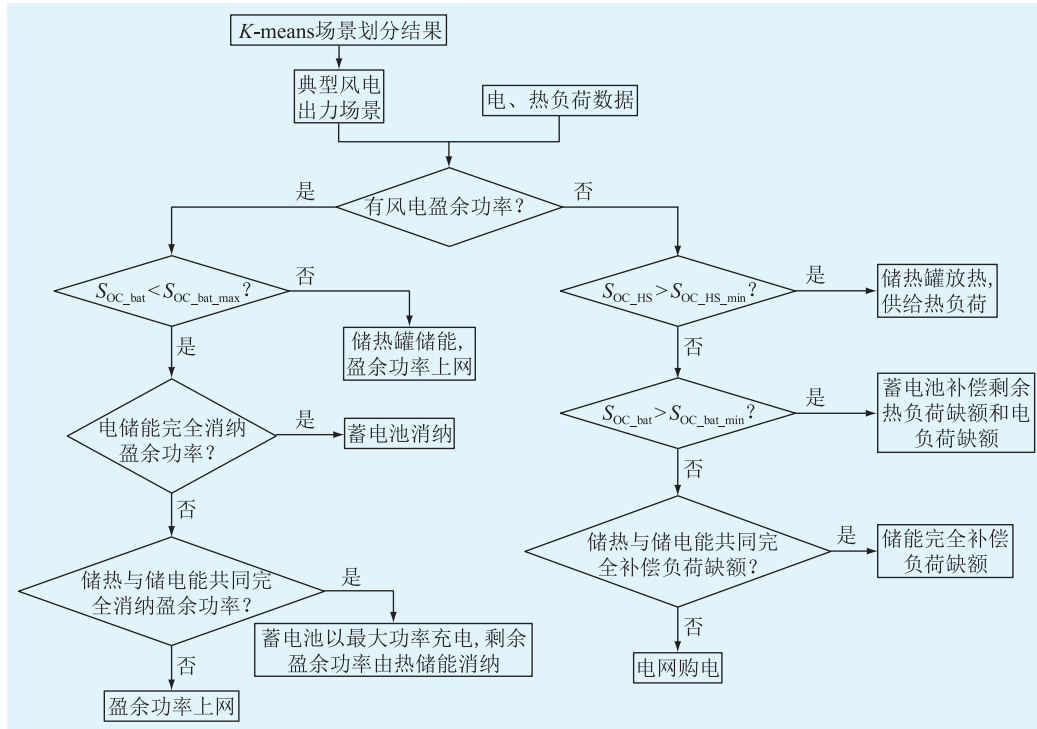 K-means场景划分结果
典型风电
出力场景
电、热负荷数据
有风电盈余功率？
是
否
S_OC_bat < S_OC_bat_max？
否
储热罐储能，
盈余功率上网
是
电储能完全消纳
盈余功率？
是
蓄电池消纳
否
储热与储电能共同完
全消纳盈余功率？
是
蓄电池以最大功率充电，剩余
盈余功率由热储能消纳
否
盈余功率上网
S_OC_HS > S_OC_HS_min？
是
储热罐放热，
供给热负荷
否
S_OC_bat > S_OC_bat_min？
是
蓄电池补偿剩余
热负荷缺额和电
负荷缺额
否
储热与储电能共同完
全补偿负荷缺额？
是
储能完全补偿
负荷缺额
否
电网购电